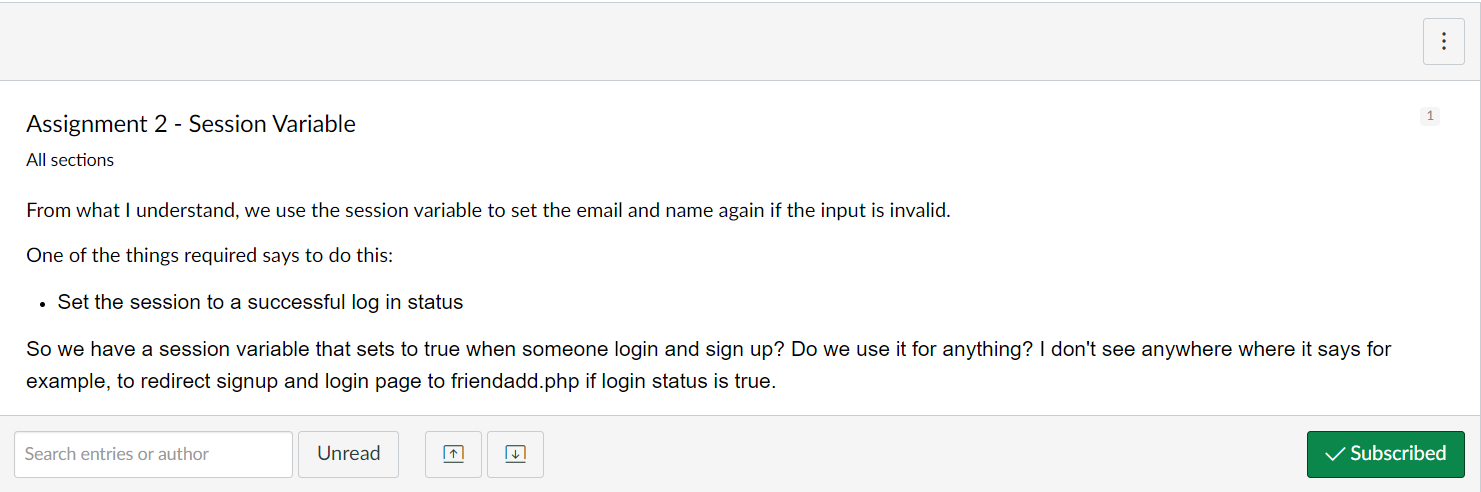 Assignment 2 - Session Variable
1
All sections
From what I understand, we use the session variable to set the email and name again if the input is invalid.
One of the things required says to do this:
• Set the session to a successful log in status
So we have a session variable that sets to true when someone login and sign up? Do we use it for anything? I don't see anywhere where it says for
example, to redirect signup and login page to friendadd.php if login status is true.
Search entries or author
Unread
Subscribed